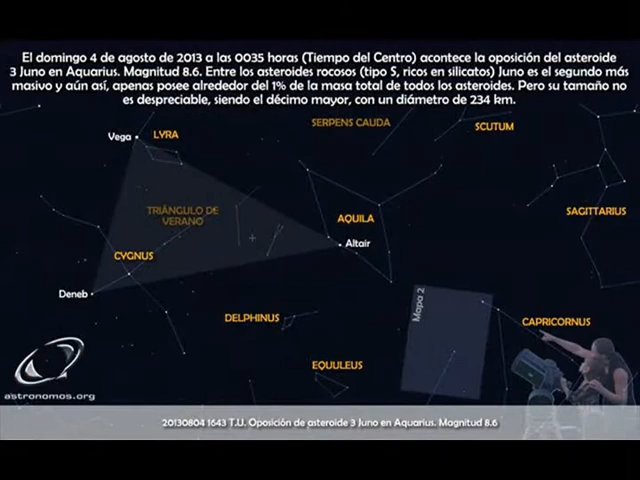 El domingo 4 de agosto de 2013 a las 0035 horas (Tiempo del Centro) acontece la oposición del asteroide
3 Juno en Aquarius. Magnitud 8.6. Entre los asteroides rocosos (tipo S, ricos en silicatos) Juno es el segundo más
masivo y aún así, apenas posee alrededor del 1% de la masa total de todos los asteroides. Pero su tamaño no
es despreciable, siendo el décimo mayor, con un diámetro de 234 km.
SERPENS CAUDA
SCUTUM
Vega
LYRA
TRIÁNGULO DE
VERANO
AQUILA
SAGITTARIUS
Altair
CYGNUS
Deneb
Mapa 2
DELPHINUS
CAPRICORNUS
EQUULEUS
astronomos.org
20130804 1643 T.U. Oposición de asteroide 3 Juno en Aquarius. Magnitud 8.6